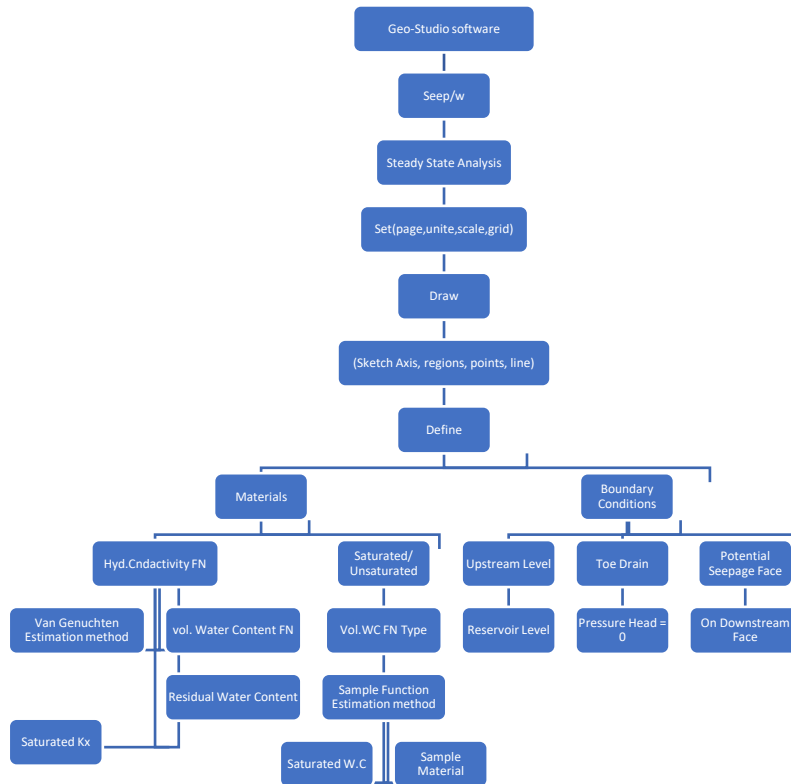 Geo-Studio software
Seep/w
Steady State Analysis
Set(page,unite,scale,grid)
Draw
(Sketch Axis, regions, points, line)
Define
Materials
Boundary
Conditions
Hyd.Cndactivity FN
Saturated/
Unsaturated
Upstream Level
Toe Drain
Potential
Seepage Face
Van Genuchten
Estimation method
vol. Water Content FN
Vol.WC FN Type
Reservoir Level
Pressure Head =
0
On Downstream
Face
Residual Water Content
Sample Function
Estimation method
Saturated Kx
Saturated W.C
Sample
Material